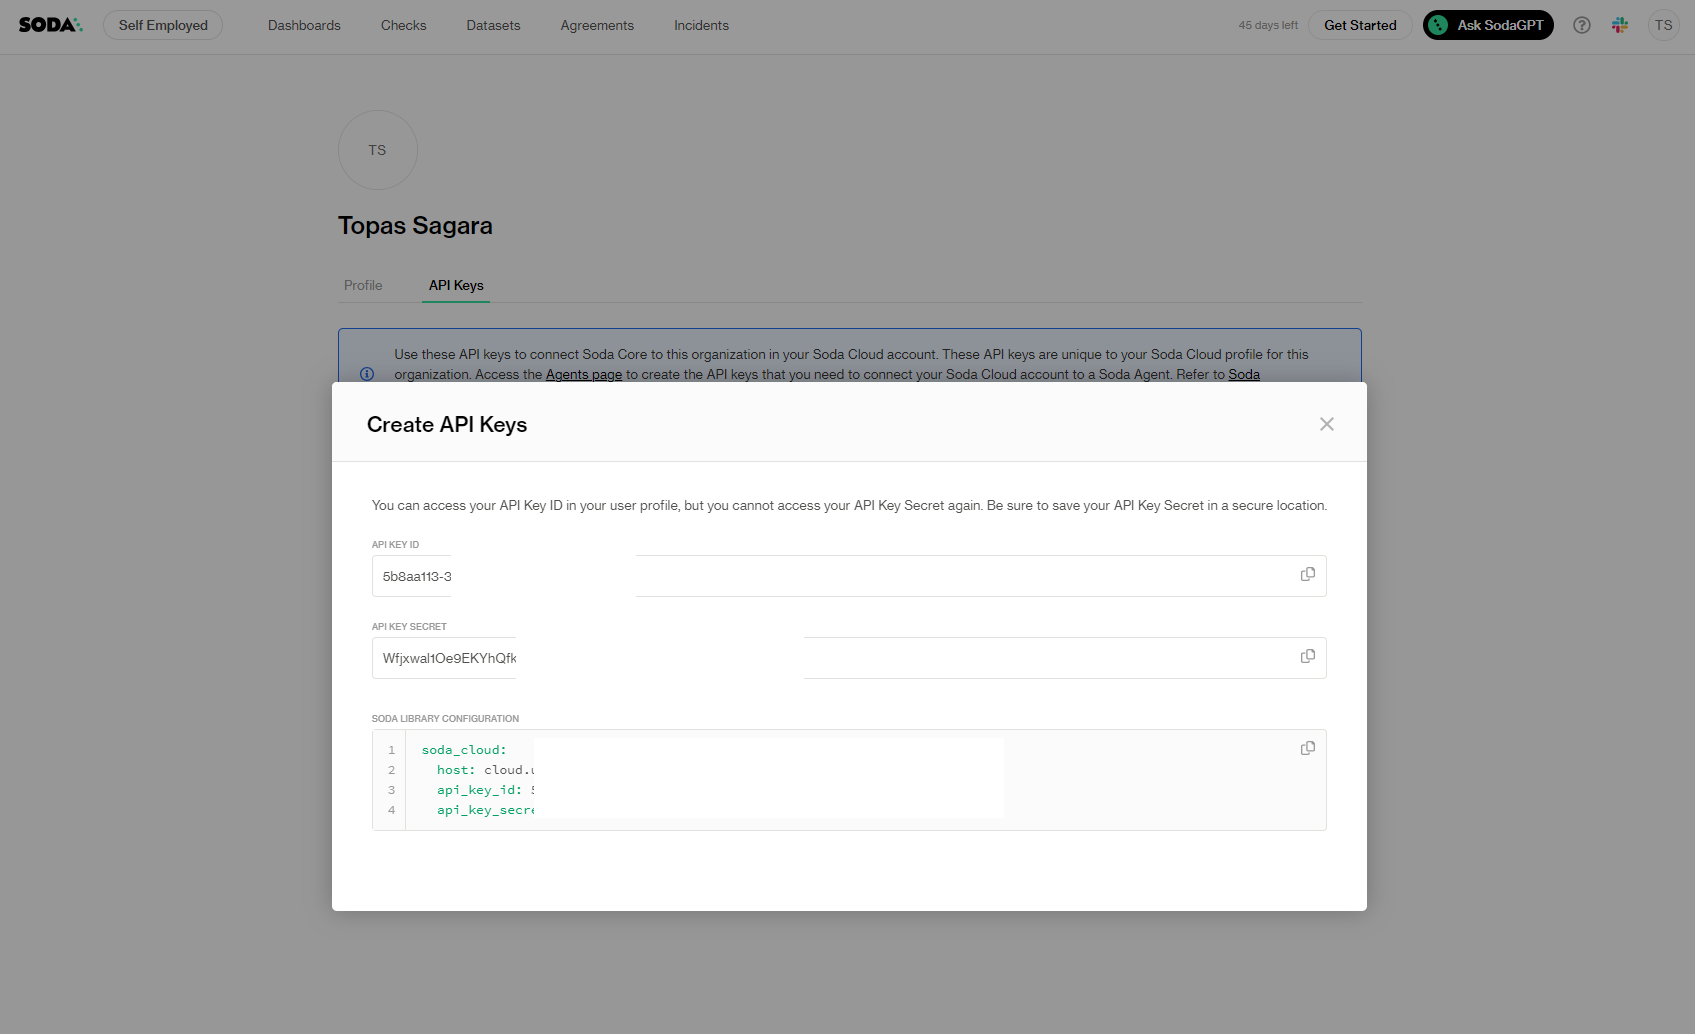 SODA
Self Employed
Dashboards
Checks
Datasets
Agreements
Incidents
45 days left
Get Started
Ask SodaGPT
TS
TS
Topas Sagara
Profile
API Keys
Use these API keys to connect Soda Core to this organization in your Soda Cloud account. These API keys are unique to your Soda Cloud profile for this
organization. Access the Agents page to create the API keys that you need to connect your Soda Cloud account to a Soda Agent. Refer to Soda
Create API Keys
You can access your API Key ID in your user profile, but you cannot access your API Key Secret again. Be sure to save your API Key Secret in a secure location.
API KEY ID
5b8aa113-3
API KEY SECRET
Wfjxwal1Oe9EKYhQfk
SODA LIBRARY CONFIGURATION
1 soda_cloud:
2 host: cloud.u
3 api_key_id: 5
4 api_key_secre